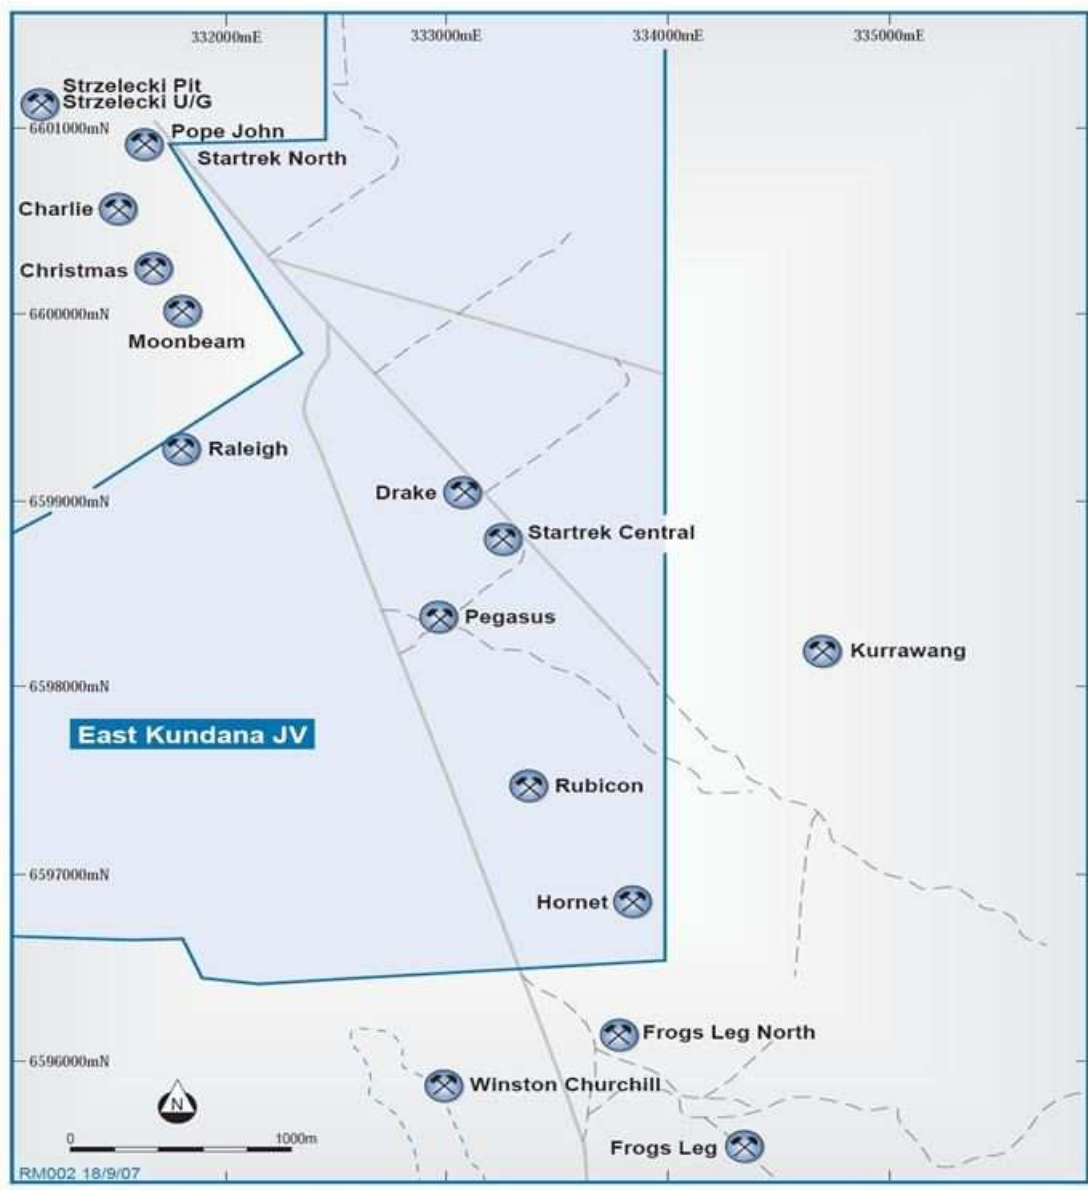 332000mE
333000mE
334000mE
335000mE
Strzelecki Pit
Strzelecki U/G
6601000mN
Pope John
Startrek North
Charlie
Christmas
6600000mN
Moonbeam
Raleigh
Drake
6599000mN
Startrek Central
Pegasus
Kurrawang
6598000mN
East Kundana JV
Rubicon
6597000mN
Hornet
Frogs Leg North
6596000mN
Winston Churchill
N
0 1000m
Frogs Leg
RM002 18/9/07